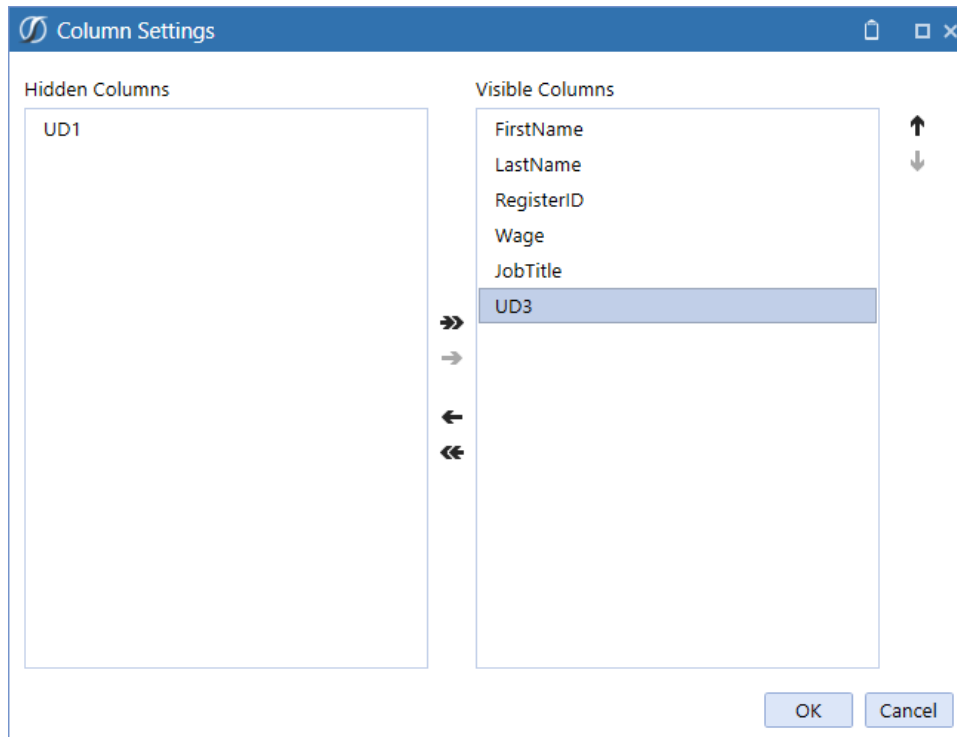 Column Settings
Hidden Columns
UD1
Visible Columns
FirstName
LastName
RegisterID
Wage
JobTitle
UD3
OK
Cancel